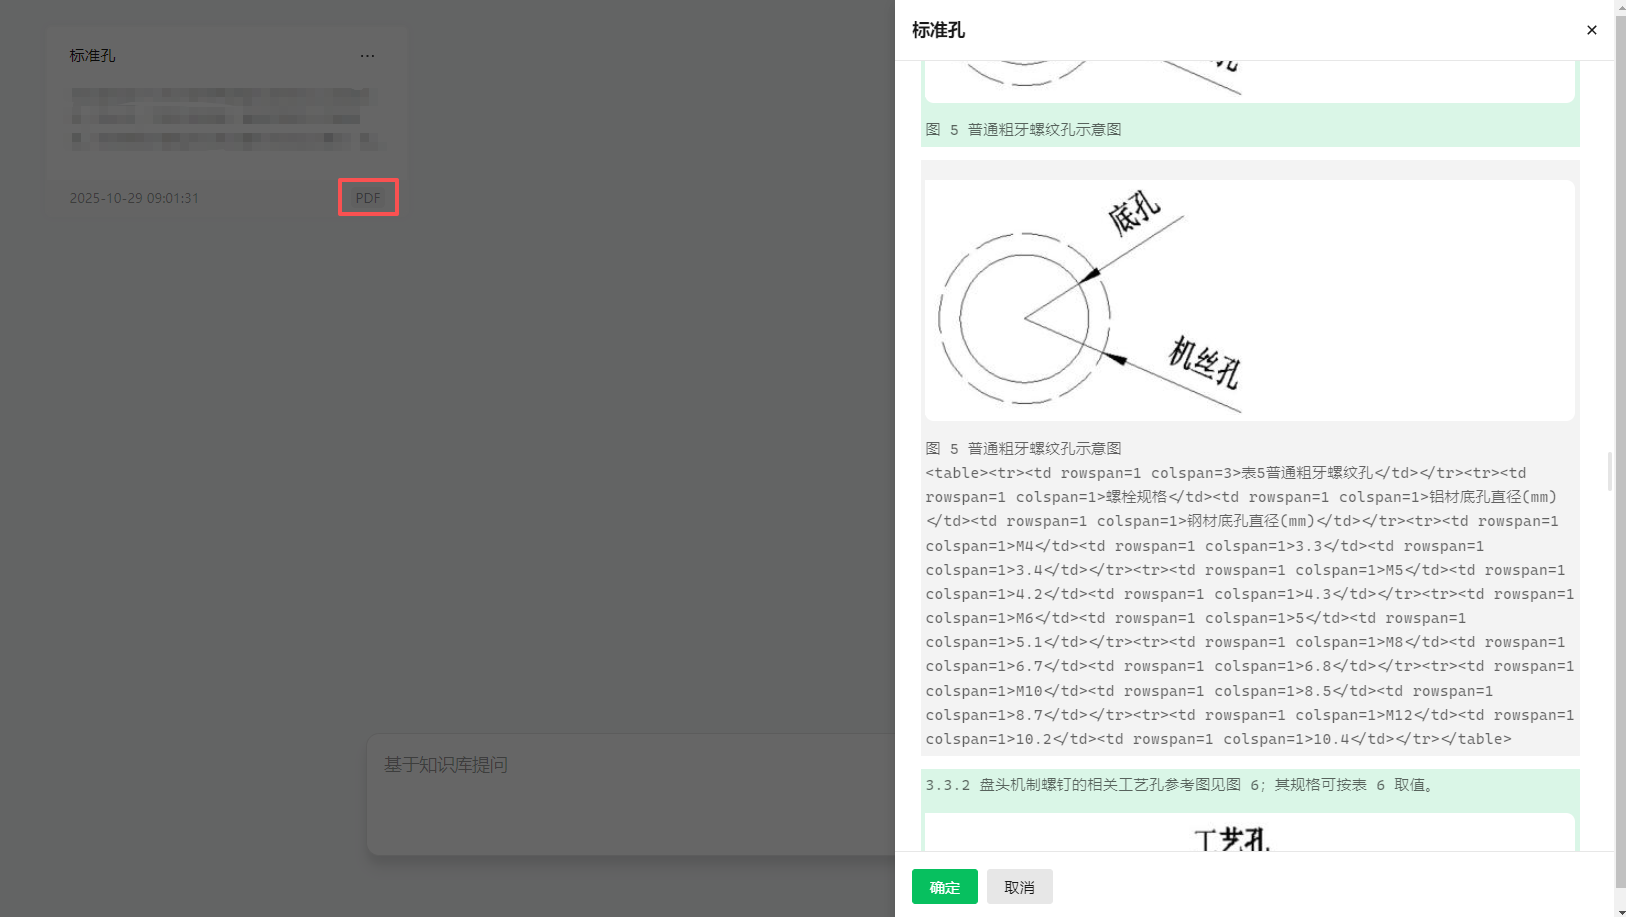 标准孔
...
2025-10-29 09:01:31
PDF
基于知识库提问
标准孔
×
孔
图 5 普通粗牙螺纹孔示意图
底孔
机丝孔
图 5 普通粗牙螺纹孔示意图
<table><tr><td rowspan=1 colspan=3>表5普通粗牙螺纹孔</td></tr><tr><td
rowspan=1 colspan=1>螺栓规格</td><td rowspan=1 colspan=1>铝材底孔直径(mm)
</td><td rowspan=1 colspan=1>钢材底孔直径(mm)</td></tr><tr><td rowspan=1
colspan=1>M4</td><td rowspan=1 colspan=1>3.3</td><td rowspan=1
colspan=1>3.4</td></tr><tr><td rowspan=1 colspan=1>M5</td><td rowspan=1
colspan=1>4.2</td><td rowspan=1 colspan=1>4.3</td></tr><tr><td rowspan=1
colspan=1>M6</td><td rowspan=1 colspan=1>5</td><td rowspan=1
colspan=1>5.1</td></tr><tr><td rowspan=1 colspan=1>M8</td><td rowspan=1
colspan=1>6.7</td><td rowspan=1 colspan=1>6.8</td></tr><tr><td rowspan=1
colspan=1>M10</td><td rowspan=1 colspan=1>8.5</td><td rowspan=1
colspan=1>8.7</td></tr><tr><td rowspan=1 colspan=1>M12</td><td rowspan=1
colspan=1>10.2</td><td rowspan=1 colspan=1>10.4</td></tr></table>
3.3.2 盘头机制螺钉的相关工艺孔参考图见图 6；其规格可按表 6 取值。
工艺孔
确定
取消